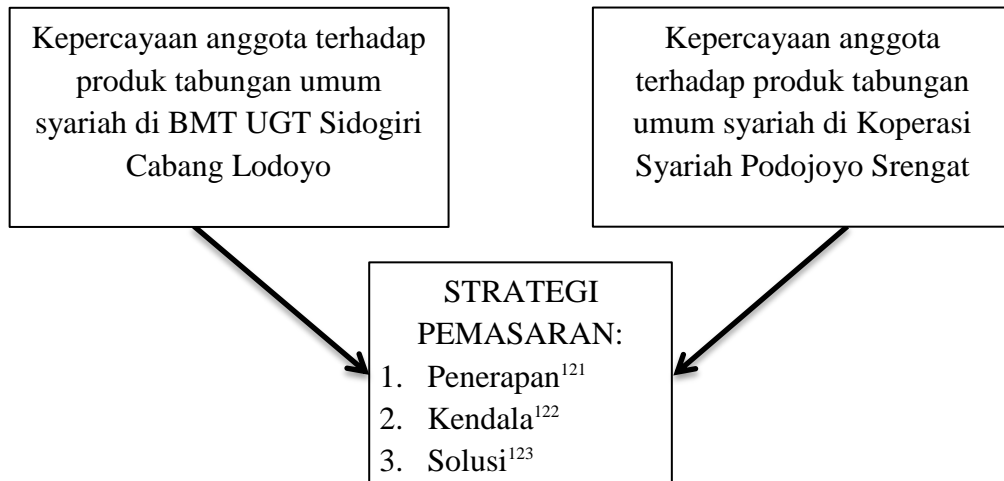 Kepercayaan anggota terhadap
produk tabungan umum
syariah di BMT UGT Sidogiri
Cabang Lodoyo
Kepercayaan anggota
terhadap produk tabungan
umum syariah di Koperasi
Syariah Podojoyo Srengat
STRATEGI
PEMASARAN:
1. Penerapan¹²¹
2. Kendala¹²²
3. Solusi¹²³